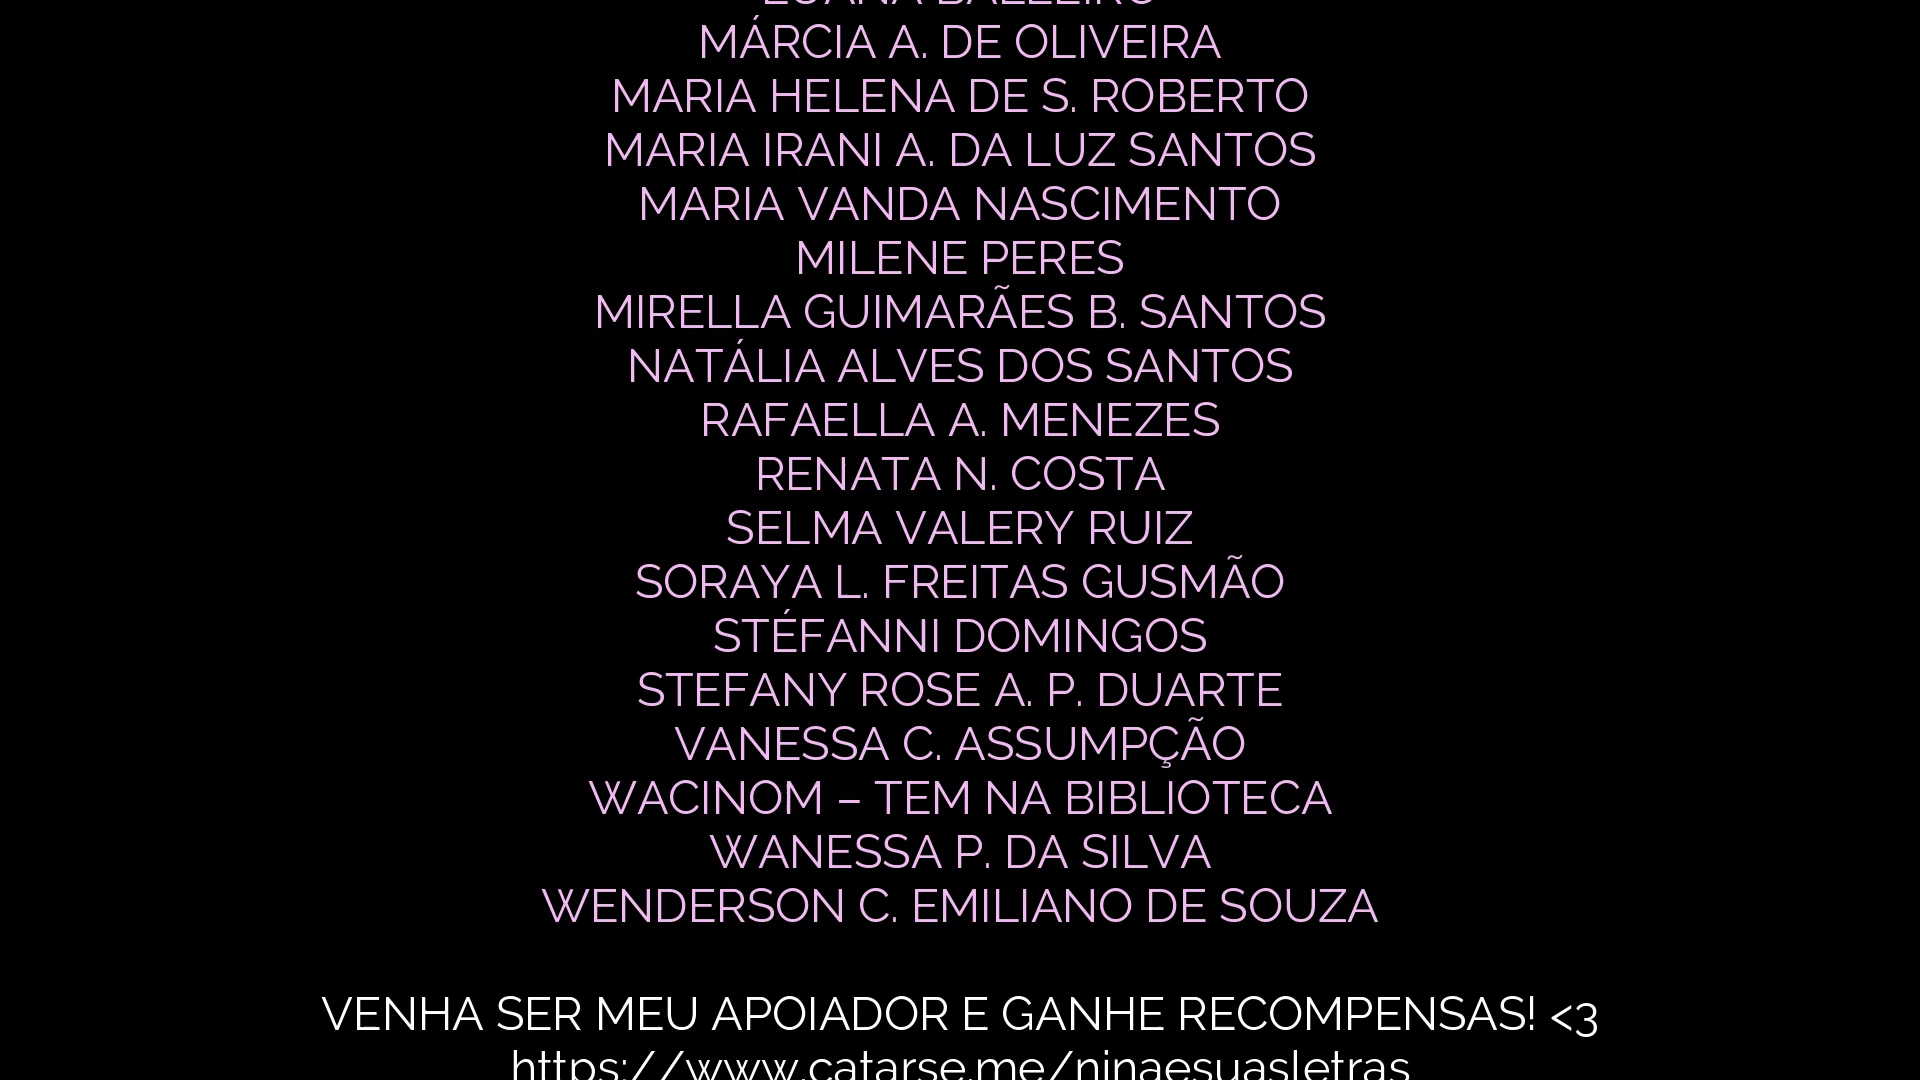 LUANA BALLEIRO
MÁRCIA A. DE OLIVEIRA
MARIA HELENA DE S. ROBERTO
MARIA IRANI A. DA LUZ SANTOS
MARIA VANDA NASCIMENTO
MILENE PERES
MIRELLA GUIMARÃES B. SANTOS
NATÁLIA ALVES DOS SANTOS
RAFAELLA A. MENEZES
RENATA N. COSTA
SELMA VALERY RUIZ
SORAYA L. FREITAS GUSMÃO
STÉFANNI DOMINGOS
STEFANY ROSE A. P. DUARTE
VANESSA C. ASSUMPÇÃO
WACINOM – TEM NA BIBLIOTECA
WANESSA P. DA SILVA
WENDERSON C. EMILIANO DE SOUZA
VENHA SER MEU APOIADOR E GANHE RECOMPENSAS! <3
https://www.catarse.me/ninaesuasletras